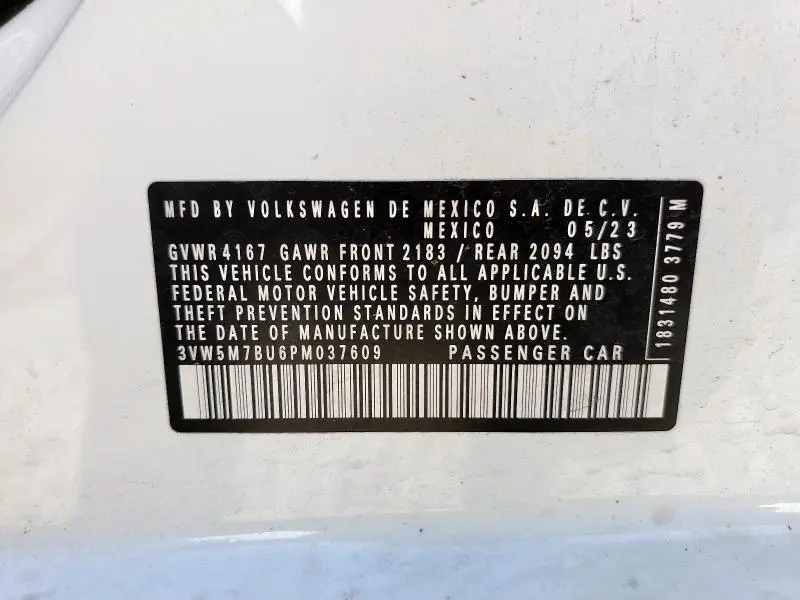 MFD BY VOLKSWAGEN DE MEXICO S.A. DE C.V.
MEXICO 05/23
GVWR 4167 GAWR FRONT 2183 / REAR 2094 LBS
THIS VEHICLE CONFORMS TO ALL APPLICABLE U.S.
FEDERAL MOTOR VEHICLE SAFETY, BUMPER AND
THEFT PREVENTION STANDARDS IN EFFECT ON
THE DATE OF MANUFACTURE SHOWN ABOVE.
3VW5M7BU6PM037609 PASSENGER CAR
1831480 3779 M